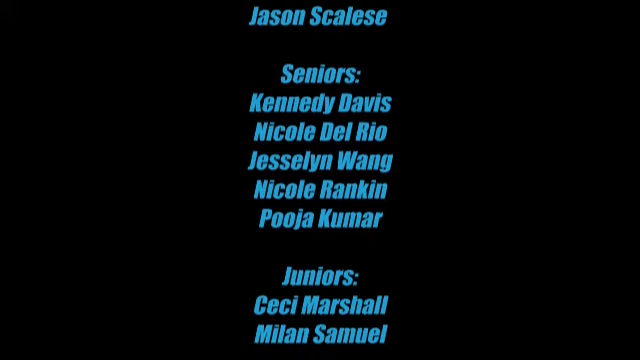 Jason Scalese
Seniors:
Kennedy Davis
Nicole Del Rio
Jesselyn Wang
Nicole Rankin
Pooja Kumar
Juniors:
Ceci Marshall
Milan Samuel